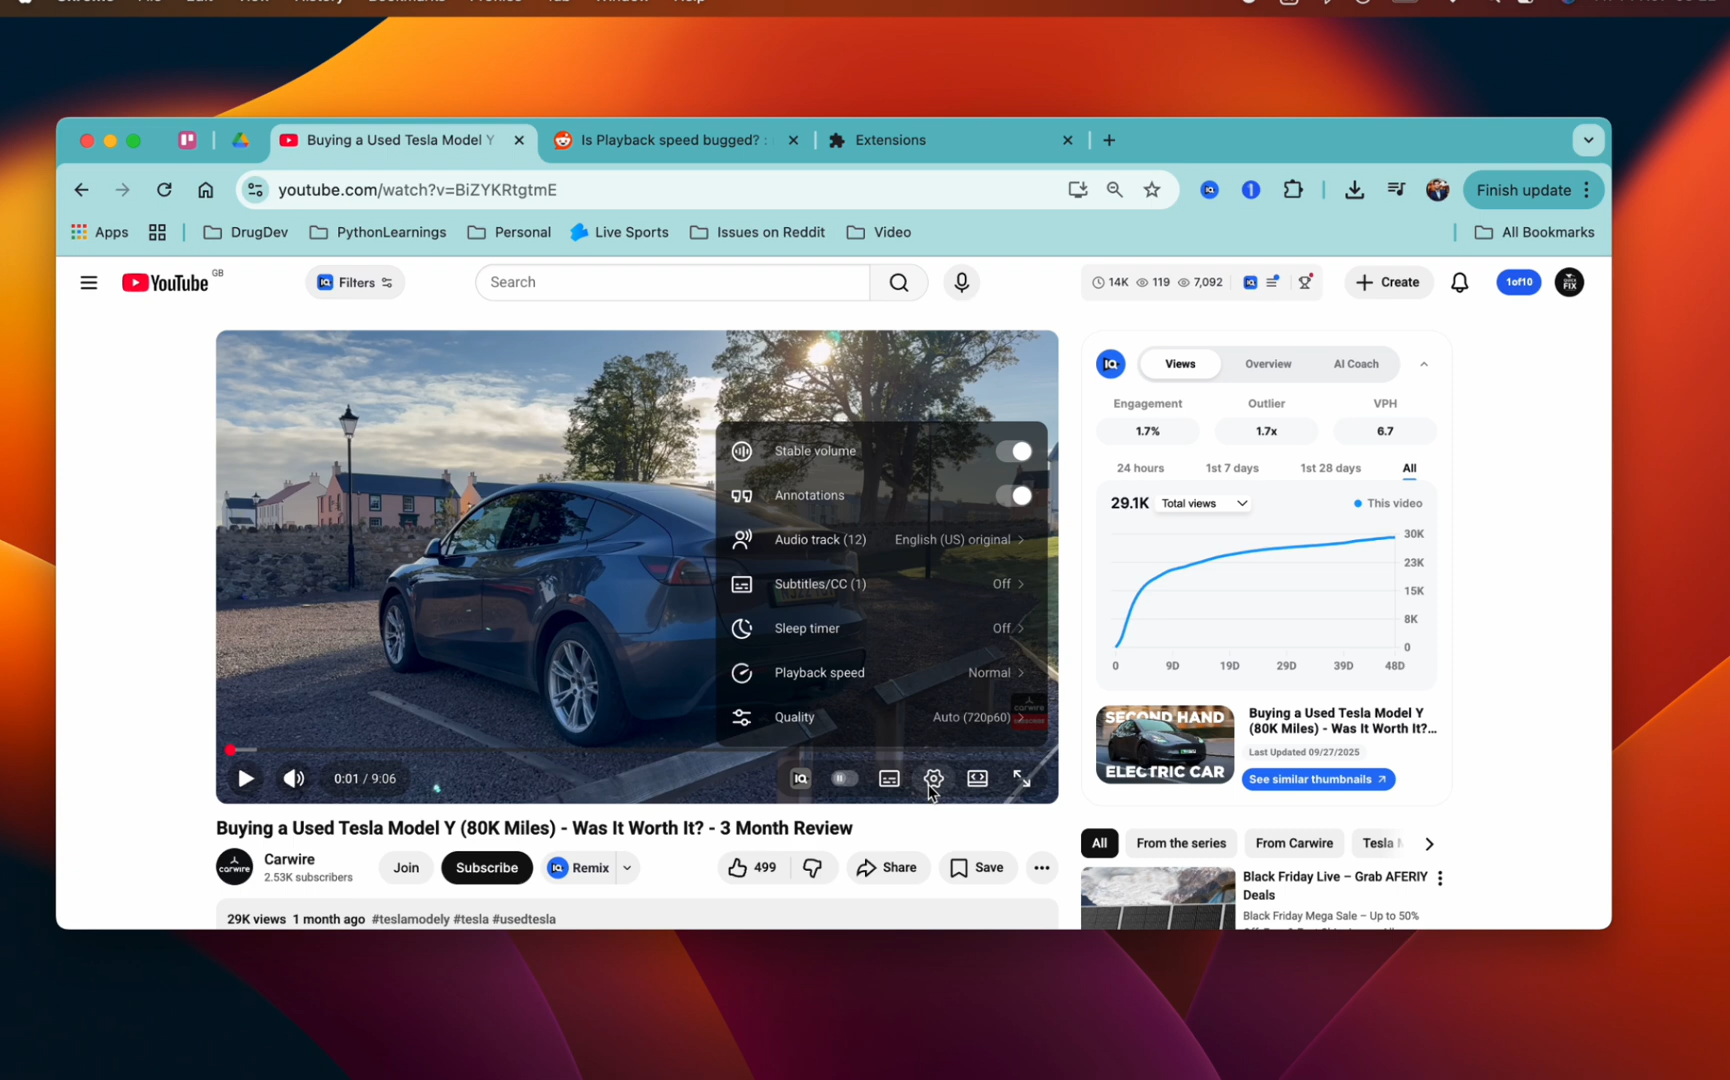 Buying a Used Tesla Model Y
Is Playback speed bugged? :
Extensions
youtube.com/watch?v=BiZYKRtgtmE
Finish update
Apps
DrugDev
PythonLearnings
Personal
Live Sports
Issues on Reddit
Video
All Bookmarks
YouTube GB
Filters
Search
14K 119 7,092
Create
1of10
FIX
Views
Overview
AI Coach
Engagement
Outlier
VPH
1.7%
1.7x
6.7
24 hours
1st 7 days
1st 28 days
All
29.1K
Total views
This video
30K
23K
15K
8K
0
0 9D 19D 29D 39D 48D
Stable volume
Annotations
Audio track (12) English (US) original
Subtitles/CC (1) Off
Sleep timer Off
Playback speed Normal
Quality Auto (720p60)
carwire
0:01 / 9:06
SECOND HAND
ELECTRIC CAR
Buying a Used Tesla Model Y
(80K Miles) - Was It Worth It?...
Last Updated 09/27/2025
See similar thumbnails
Buying a Used Tesla Model Y (80K Miles) - Was It Worth It? - 3 Month Review
carwire
Carwire
2.53K subscribers
Join
Subscribe
Remix
499
Share
Save
29K views 1 month ago #teslamodely #tesla #usedtesla
All
From the series
From Carwire
Tesla
Black Friday Live – Grab AFERIY
Deals
Black Friday Mega Sale – Up to 50%